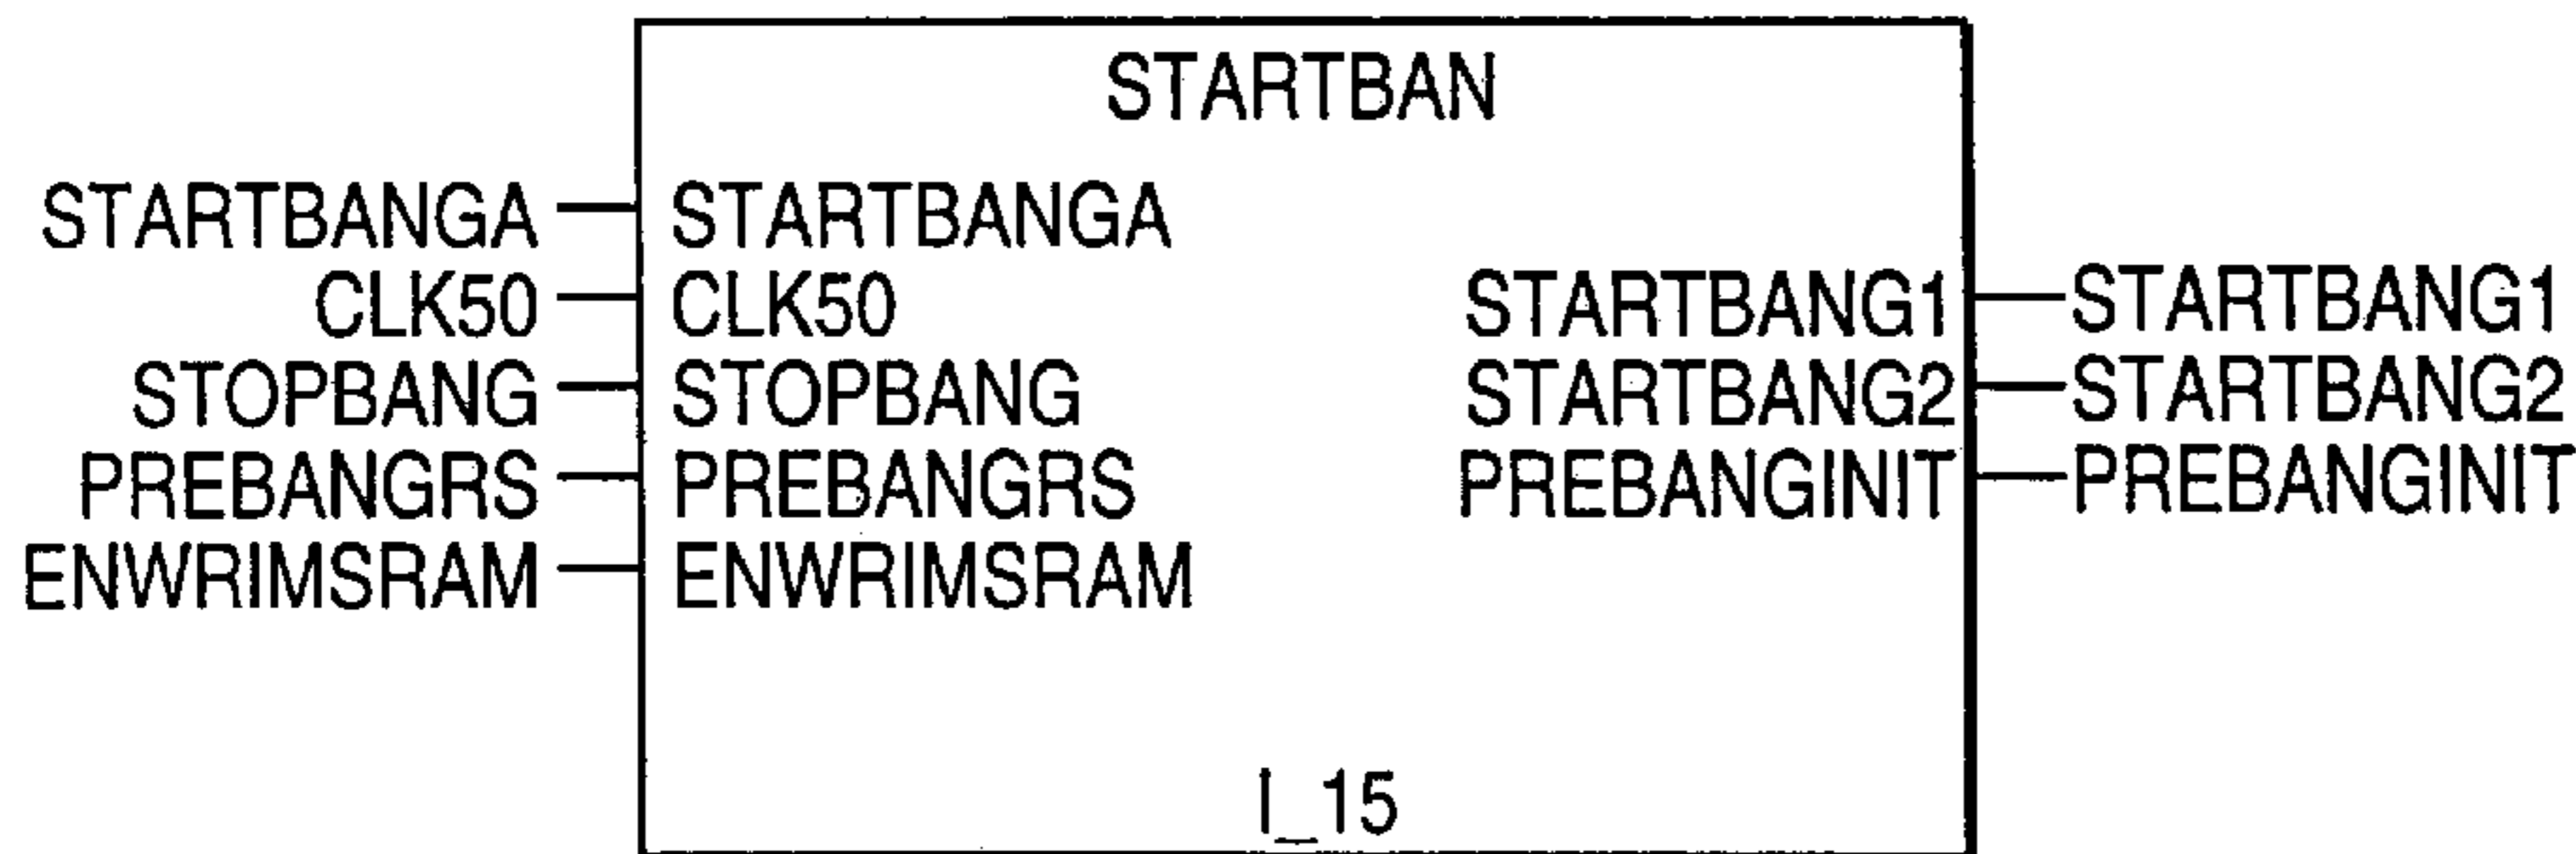 STARTBAN
STARTBANGA STARTBANGA
CLK50 CLK50 STARTBANG1 STARTBANG1
STOPBANG STOPBANG STARTBANG2 STARTBANG2
PREBANGRS PREBANGRS PREBANGINIT PREBANGINIT
ENWRIMSRAM ENWRIMSRAM
I_15